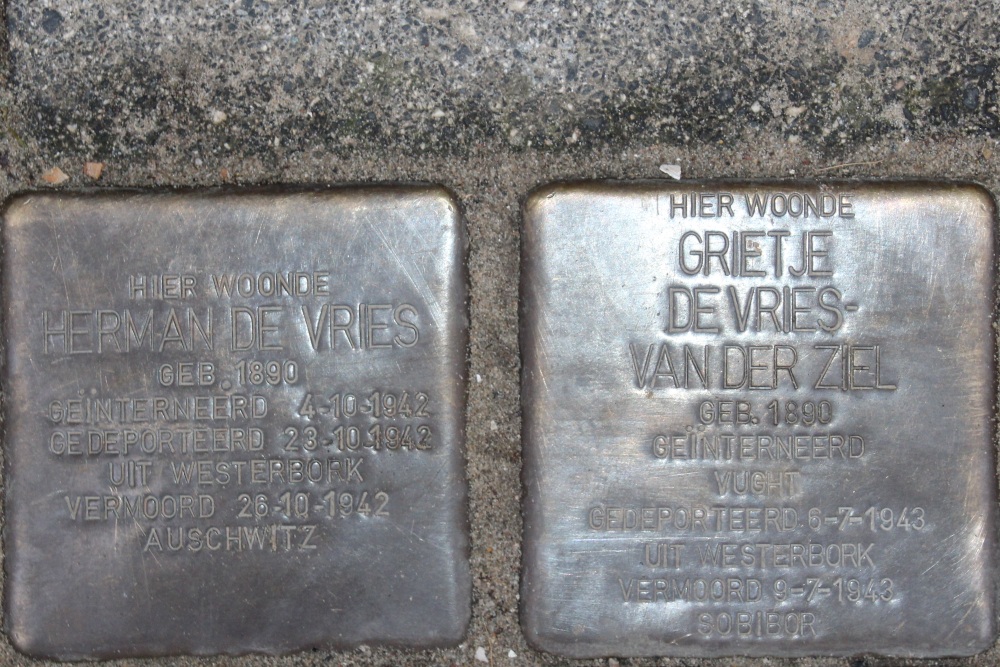 HIER WOONDE
HERMAN DE VRIES
GEB. 1890
GEÏNTERNEERD 4-10-1942
GEDEPORTEERD 23-10-1942
UIT WESTERBORK
VERMOORD 26-10-1942
AUSCHWITZ
HIER WOONDE
GRIETJE
DE VRIES-
VAN DER ZIEL
GEB. 1890
GEÏNTERNEERD
VUGHT
GEDEPORTEERD 6-7-1943
UIT WESTERBORK
VERMOORD 9-7-1943
SOBIBOR